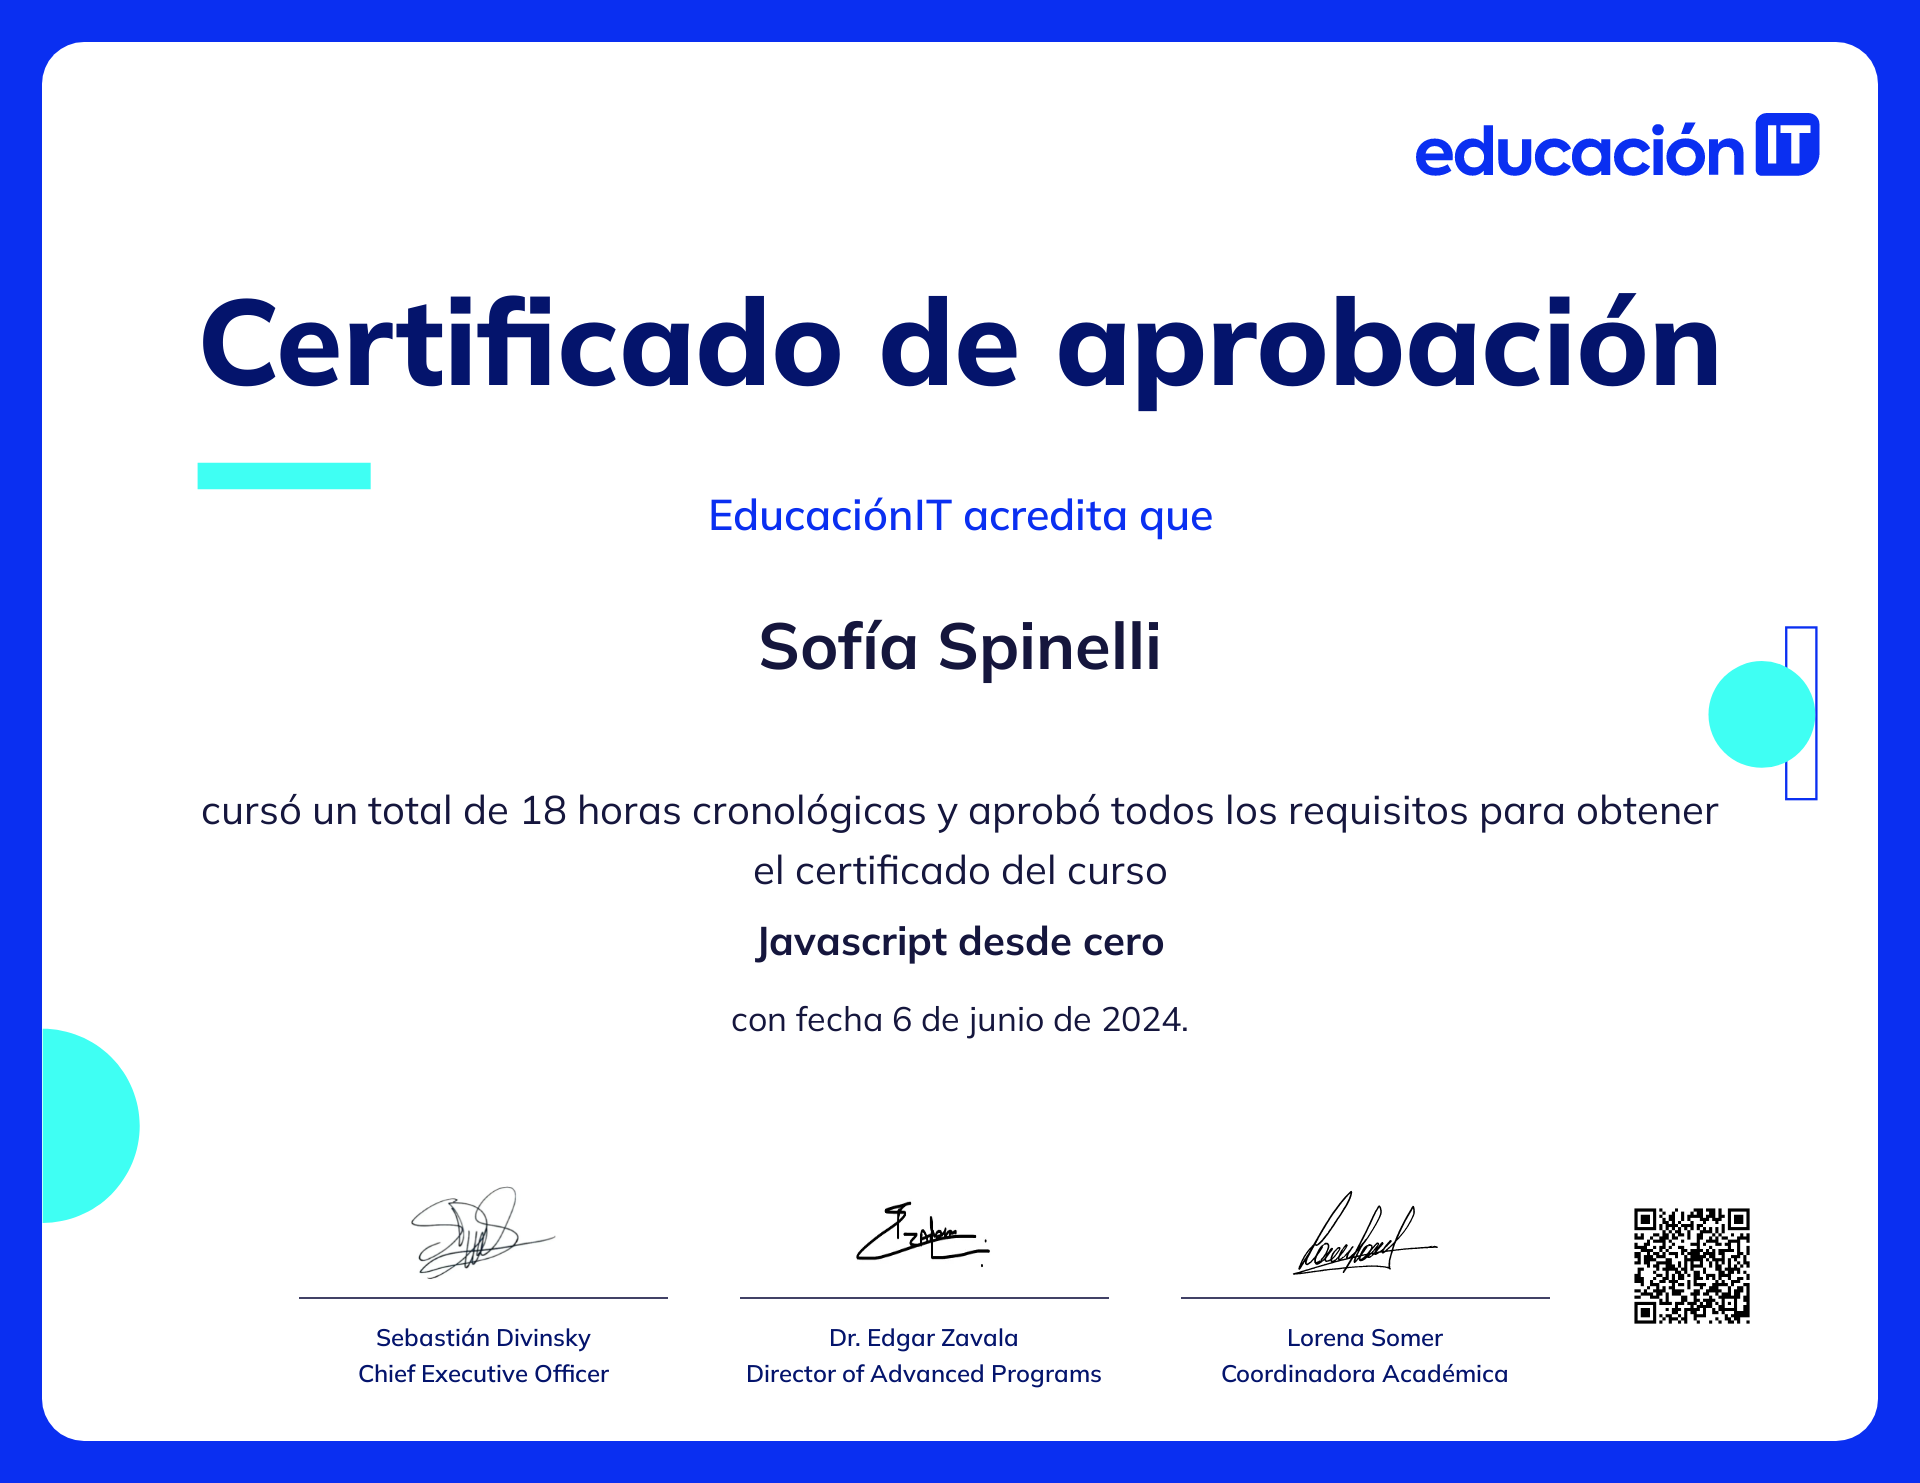 educación IT
Certificado de aprobación
EducaciónIT acredita que
Sofía Spinelli
cursó un total de 18 horas cronológicas y aprobó todos los requisitos para obtener
el certificado del curso
Javascript desde cero
con fecha 6 de junio de 2024.
Sebastián Divinsky
Chief Executive Officer
Dr. Edgar Zavala
Director of Advanced Programs
Lorena Somer
Coordinadora Académica